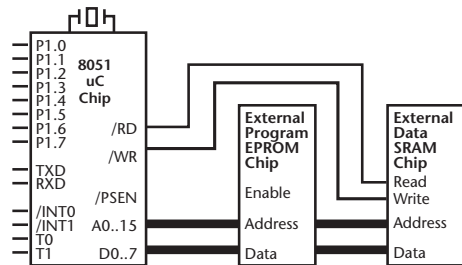 P1.0
P1.1
P1.2
P1.3
P1.4
P1.5
P1.6
P1.7
TXD
RXD
/INT0
/INT1
T0
T1
8051
uC
Chip
/RD
/WR
/PSEN
A0..15
D0..7
External
Program
EPROM
Chip
Enable
Address
Data
External
Data
SRAM
Chip
Read
Write
Address
Data